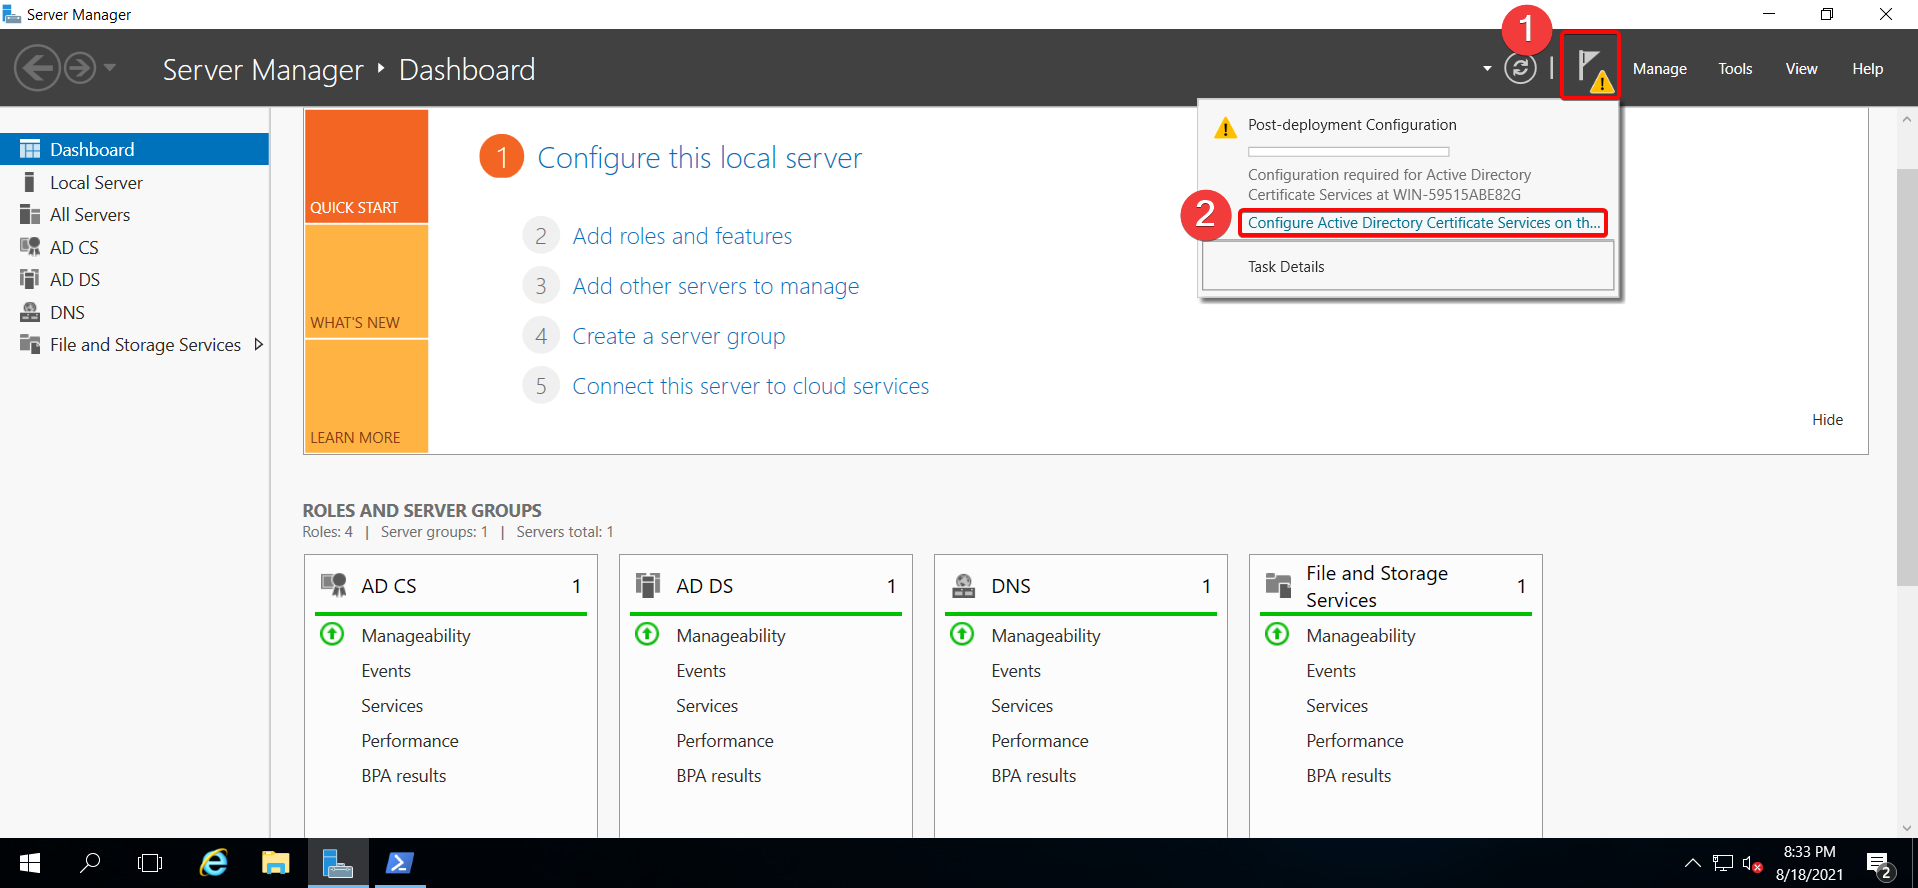 Server Manager
Server Manager ‣ Dashboard
1
Manage Tools View Help
Dashboard
Local Server
All Servers
AD CS
AD DS
DNS
File and Storage Services
QUICK START
WHAT'S NEW
LEARN MORE
1 Configure this local server
2 Add roles and features
3 Add other servers to manage
4 Create a server group
5 Connect this server to cloud services
Hide
Post-deployment Configuration
Configuration required for Active Directory
Certificate Services at WIN-59515ABE82G
2
Configure Active Directory Certificate Services on th...
Task Details
ROLES AND SERVER GROUPS
Roles: 4 | Server groups: 1 | Servers total: 1
AD CS 1
Manageability
Events
Services
Performance
BPA results
AD DS 1
Manageability
Events
Services
Performance
BPA results
DNS 1
Manageability
Events
Services
Performance
BPA results
File and Storage
Services 1
Manageability
Events
Services
Performance
BPA results
8:33 PM
8/18/2021
2